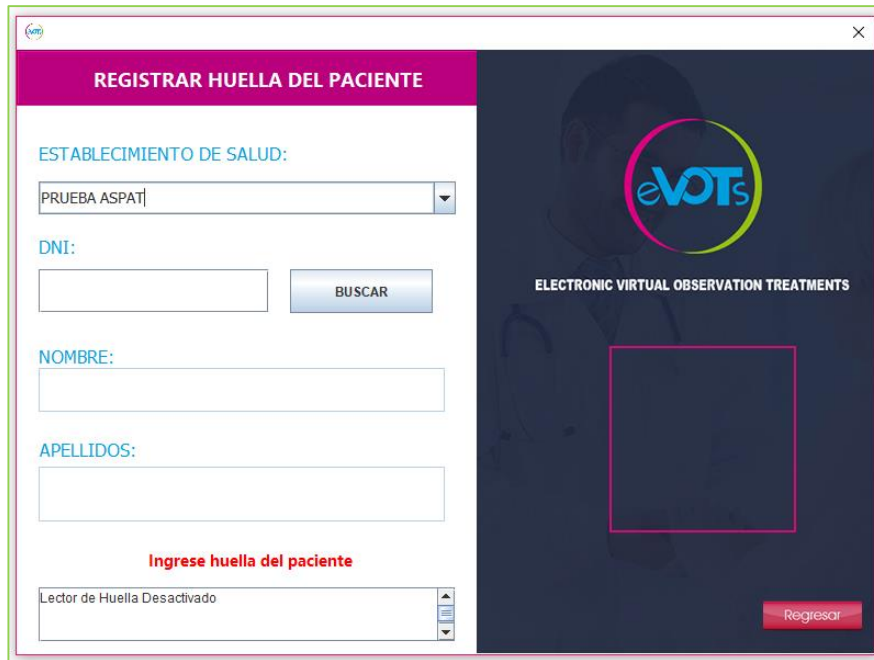 eVOTs
REGISTRAR HUELLA DEL PACIENTE
ESTABLECIMIENTO DE SALUD:
PRUEBA ASPAT
DNI:
BUSCAR
NOMBRE:
APELLIDOS:
Ingrese huella del paciente
Lector de Huella Desactivado
eVOTs
ELECTRONIC VIRTUAL OBSERVATION TREATMENTS
Regresar